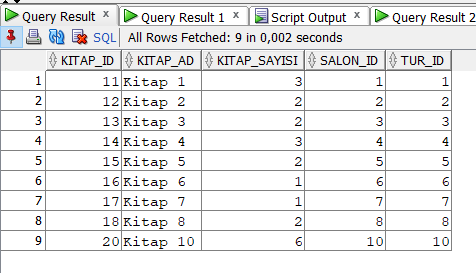 Query Result x Query Result 1 x Script Output x Query Result 2
SQL | All Rows Fetched: 9 in 0,002 seconds
KITAP_ID KITAP_AD KITAP_SAYISI SALON_ID TUR_ID
1 11 Kitap 1 3 1 1
2 12 Kitap 2 2 2 2
3 13 Kitap 3 2 3 3
4 14 Kitap 4 3 4 4
5 15 Kitap 5 2 5 5
6 16 Kitap 6 1 6 6
7 17 Kitap 7 1 7 7
8 18 Kitap 8 2 8 8
9 20 Kitap 10 6 10 10